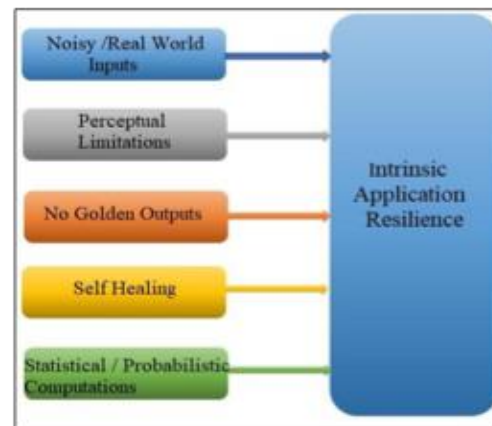 Noisy /Real World
Inputs
Perceptual
Limitations
No Golden Outputs
Self Healing
Statistical / Probabilistic
Computations
Intrinsic
Application
Resilience